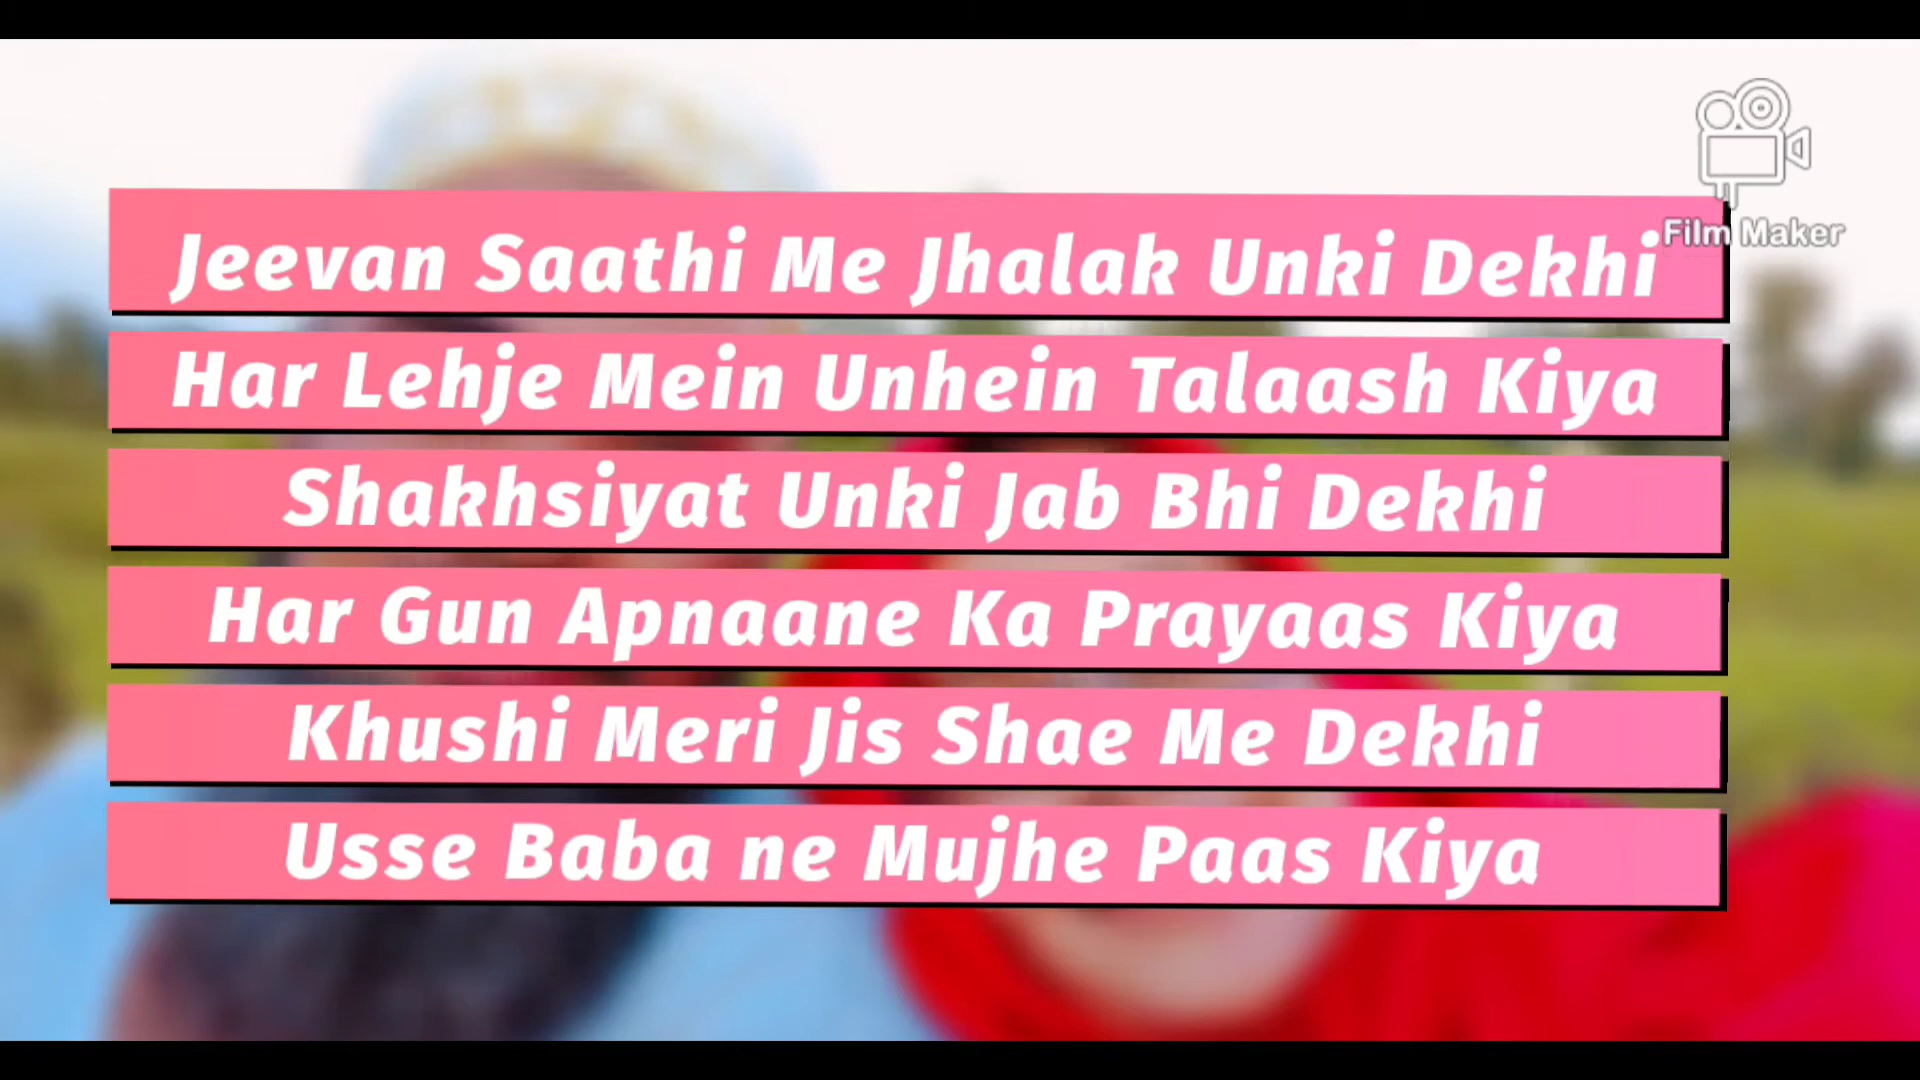 Film Maker
Jeevan Saathi Me Jhalak Unki Dekhi
Har Lehje Mein Unhein Talaash Kiya
Shakhsiyat Unki Jab Bhi Dekhi
Har Gun Apnaane Ka Prayaas Kiya
Khushi Meri Jis Shae Me Dekhi
Usse Baba ne Mujhe Paas Kiya